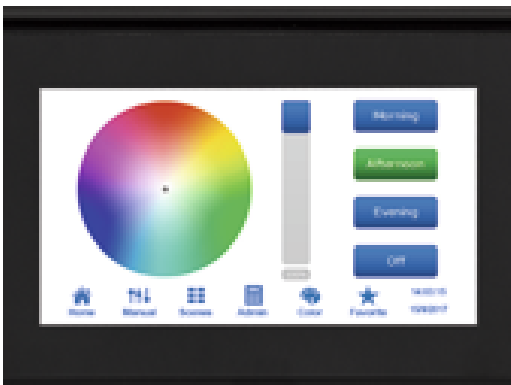 Morning
Afternoon
Evening
Off
Home Manual Scenes Admin Color Favorite